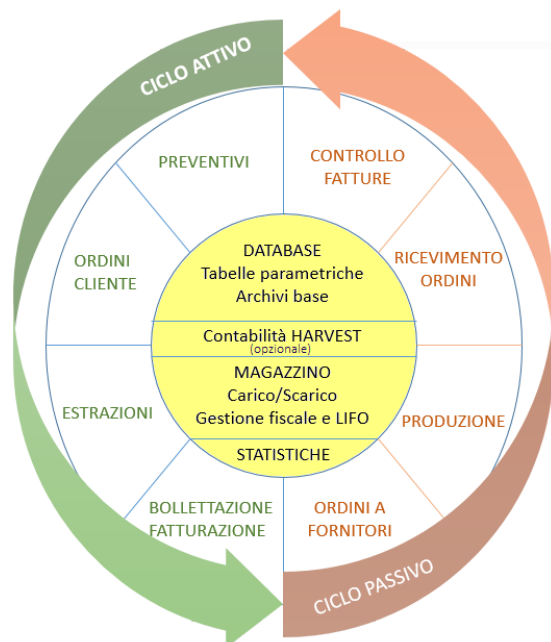 CICLO ATTIVO
PREVENTIVI
CONTROLLO
FATTURE
ORDINI
CLIENTE
RICEVIMENTO
ORDINI
DATABASE
Tabelle parametriche
Archivi base
Contabilità HARVEST
(opzionale)
MAGAZZINO
Carico/Scarico
Gestione fiscale e LIFO
STATISTICHE
ESTRAZIONI
PRODUZIONE
BOLLETTAZIONE
FATTURAZIONE
ORDINI A
FORNITORI
CICLO PASSIVO